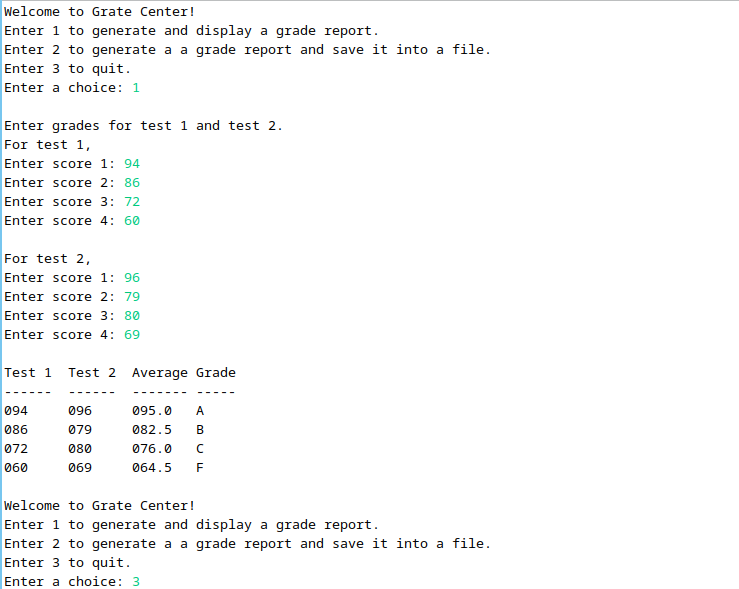 Welcome to Grate Center!
Enter 1 to generate and display a grade report.
Enter 2 to generate a a grade report and save it into a file.
Enter 3 to quit.
Enter a choice: 1

Enter grades for test 1 and test 2.
For test 1,
Enter score 1: 94
Enter score 2: 86
Enter score 3: 72
Enter score 4: 60

For test 2,
Enter score 1: 96
Enter score 2: 79
Enter score 3: 80
Enter score 4: 69

Test 1  Test 2  Average Grade
------  ------  ------- -----
094     096     095.0   A
086     079     082.5   B
072     080     076.0   C
060     069     064.5   F

Welcome to Grate Center!
Enter 1 to generate and display a grade report.
Enter 2 to generate a a grade report and save it into a file.
Enter 3 to quit.
Enter a choice: 3